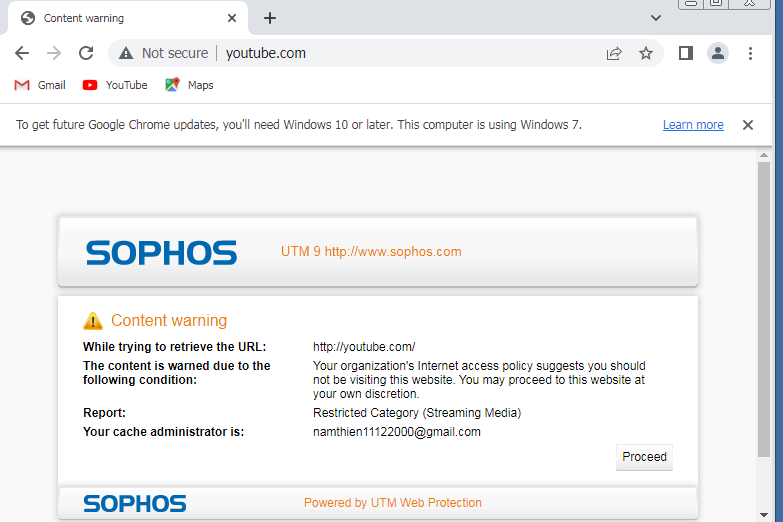 Content warning
Not secure youtube.com
Gmail YouTube Maps
To get future Google Chrome updates, you'll need Windows 10 or later. This computer is using Windows 7. Learn more
SOPHOS UTM 9 http://www.sophos.com
Content warning
While trying to retrieve the URL: http://youtube.com/
The content is warned due to the Your organization's Internet access policy suggests you should
following condition: not be visiting this website. You may proceed to this website at
your own discretion.
Report: Restricted Category (Streaming Media)
Your cache administrator is: namthien11122000@gmail.com
Proceed
SOPHOS Powered by UTM Web Protection